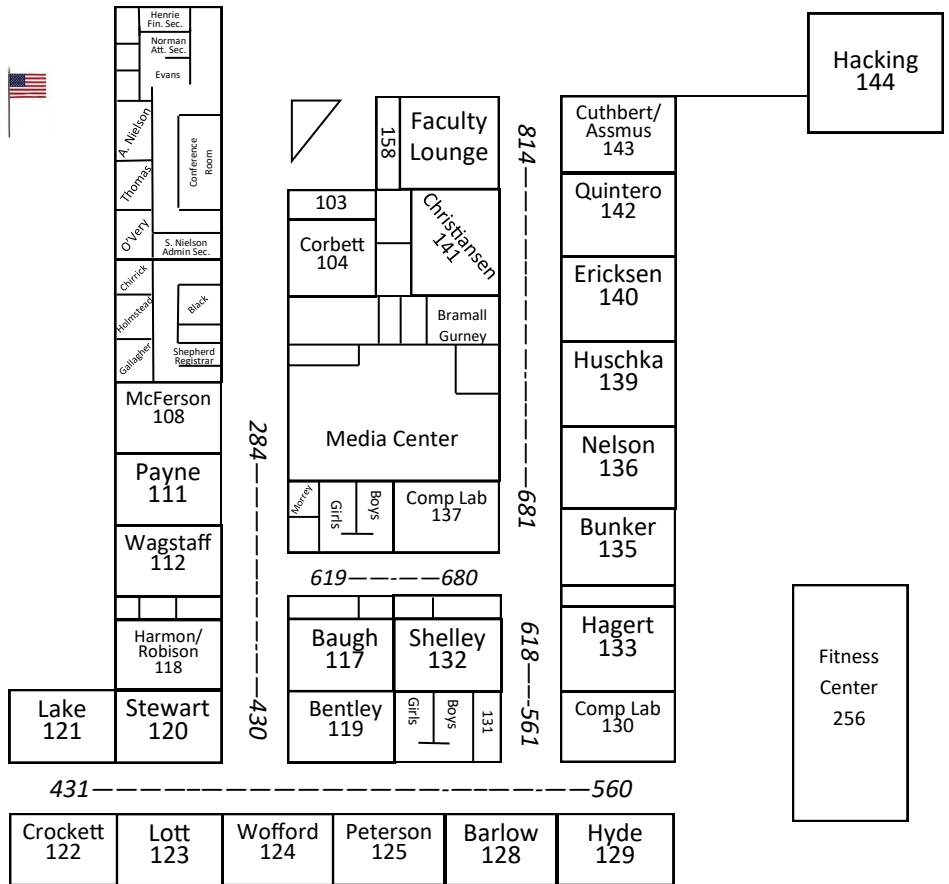 Henrie
Fin. Sec.
Norman
Att. Sec.
Evans
A. Nielson
Thomas
O'Very
Conference
Room
S. Nielson
Admin Sec.
Chirrick
Holmstead
Gallagher
Black
Shepherd
Registrar
McFerson
108
Payne
111
Wagstaff
112
Harmon/
Robison
118
Lake
121
Stewart
120
284
430
158
Faculty
Lounge
103
Corbett
104
Christiansen
141
Bramall
Gurney
Media Center
Morrey
Girls
Boys
Comp Lab
137
619
680
Baugh
117
Shelley
132
Bentley
119
Girls
Boys
131
814
681
618
561
Cuthbert/
Assmus
143
Quintero
142
Ericksen
140
Huschka
139
Nelson
136
Bunker
135
Hagert
133
Comp Lab
130
Hacking
144
Fitness
Center
256
431
560
Crockett
122
Lott
123
Wofford
124
Peterson
125
Barlow
128
Hyde
129